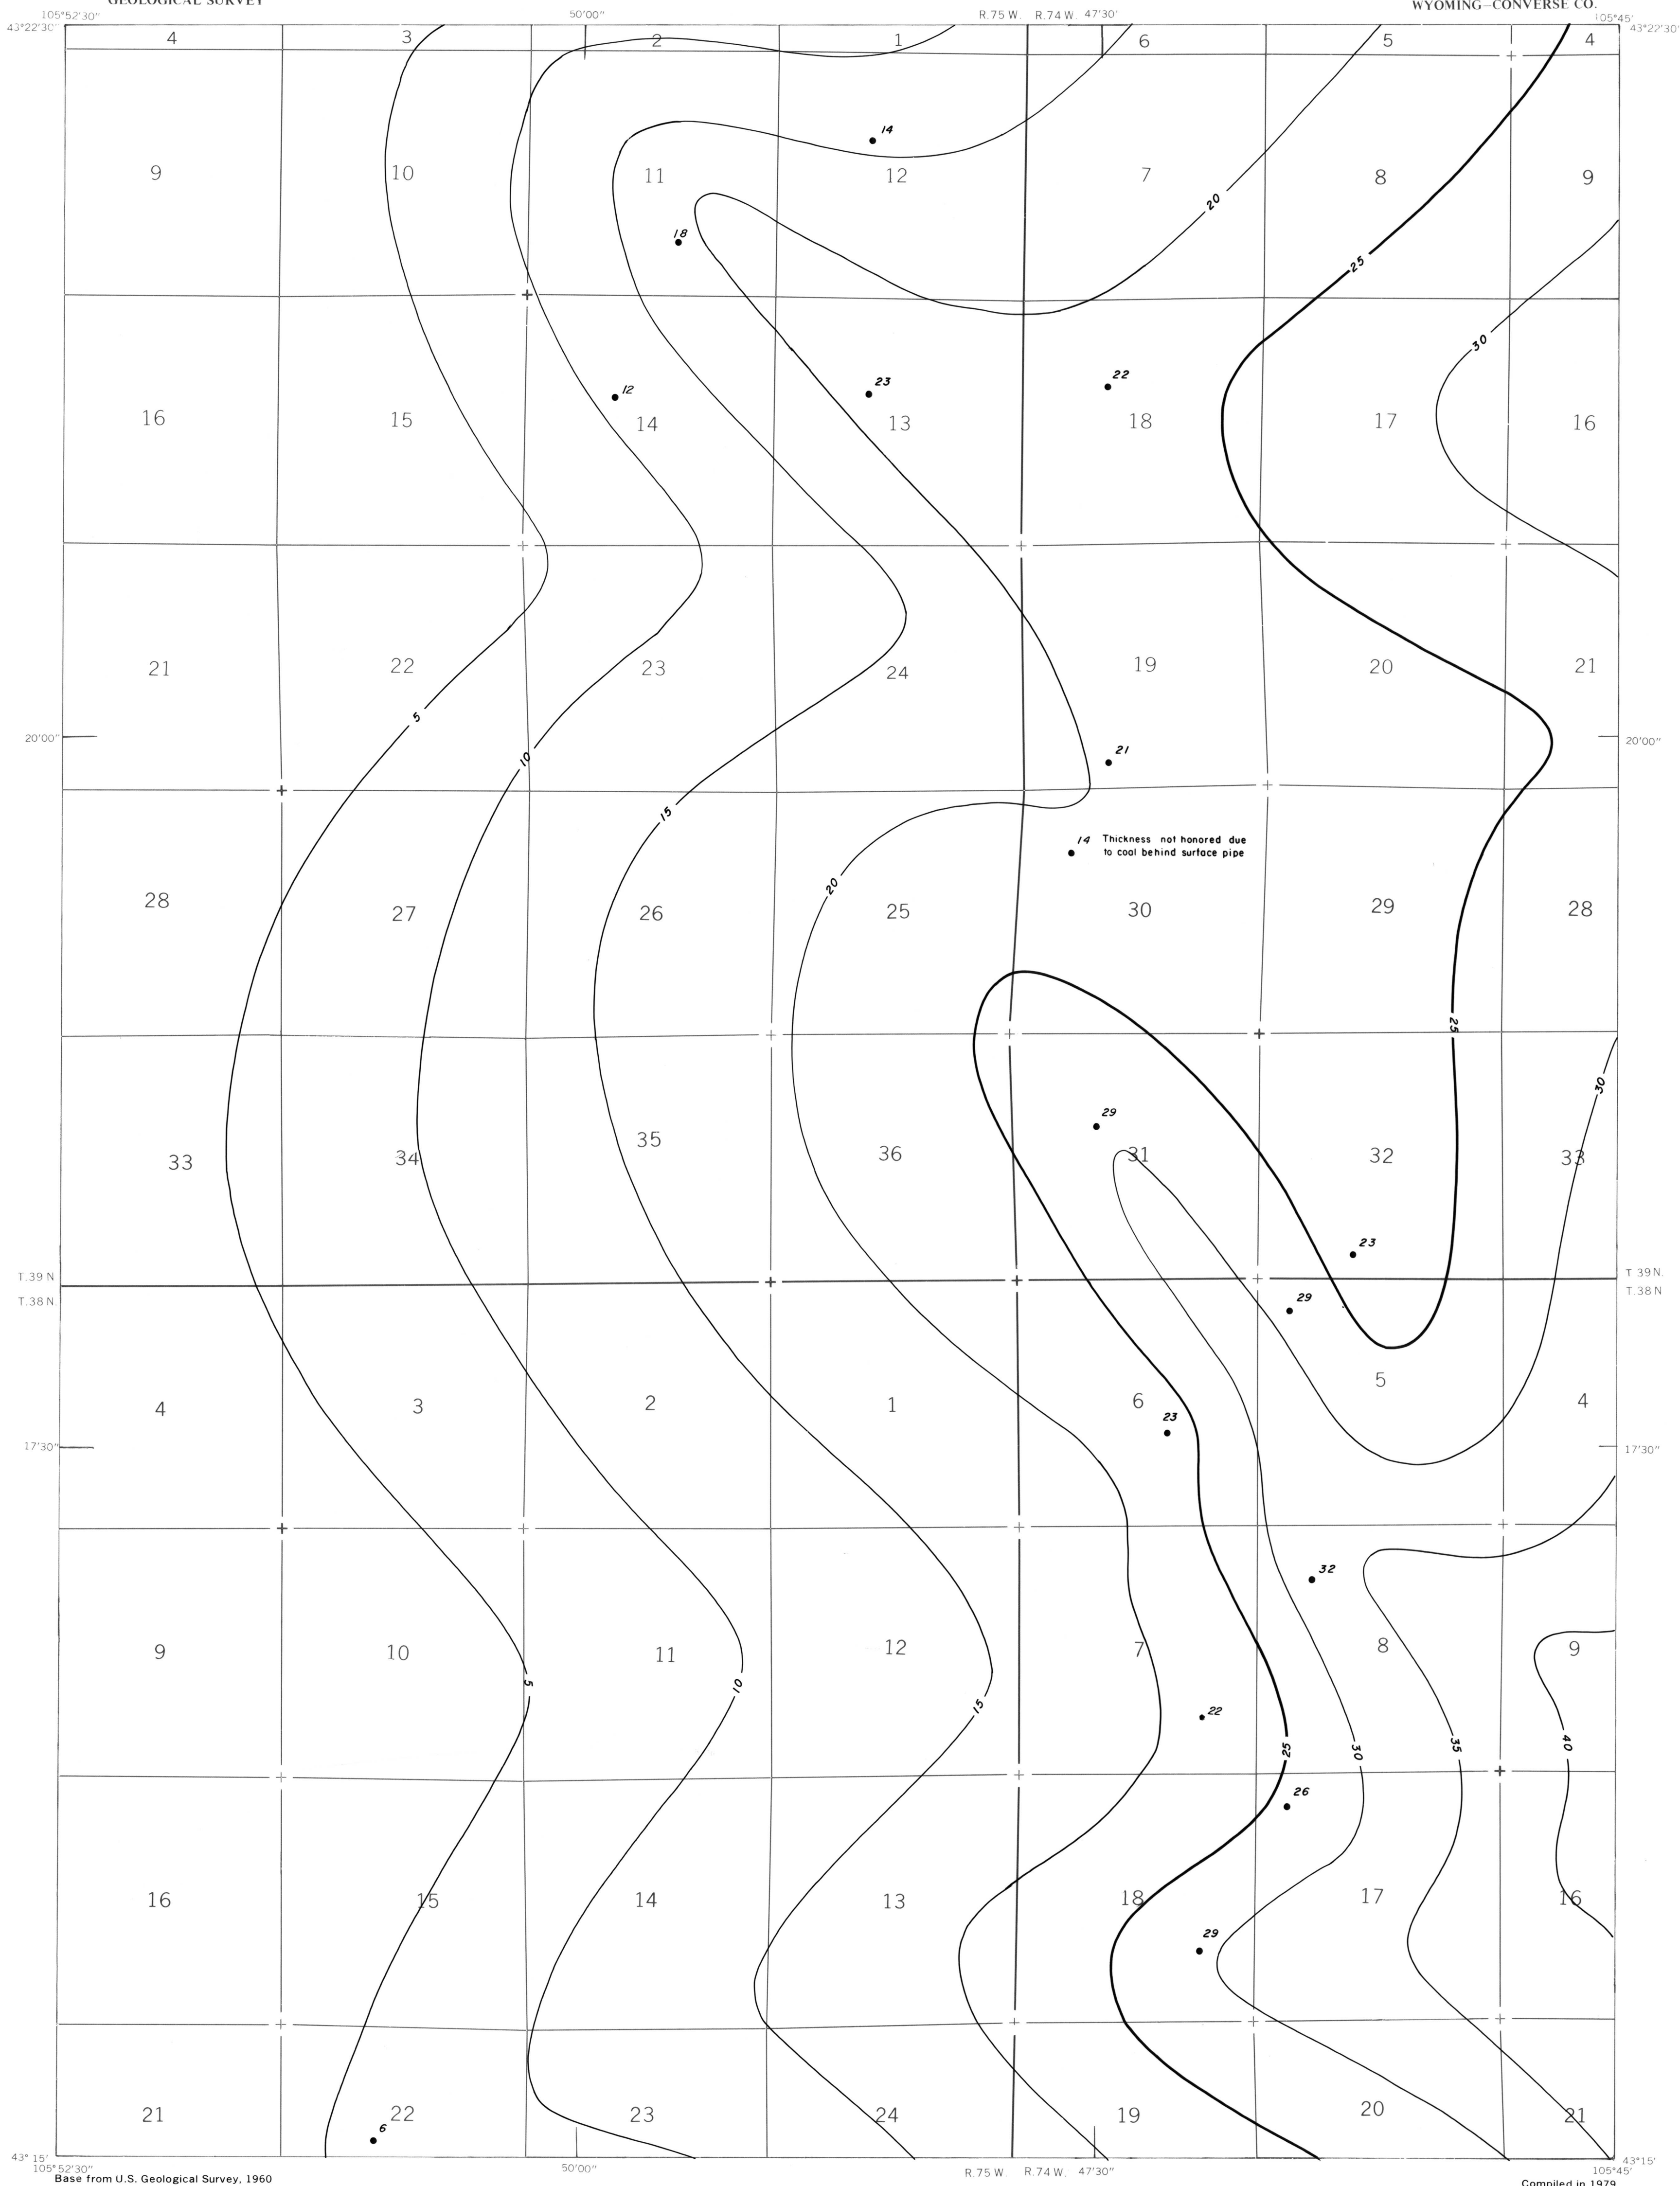 GEOLOGICAL SURVEY
WYOMING–CONVERSE CO.
105°52'30"
50'00"
R.75 W. R.74 W. 47'30'
105°45'
43°22'30"
43°22'30"
4 3 2 1 6 5 4
14
9 10 11 12 7 8 9
20
18
25
30
22
23
12
16 15 14 13 18 17 16
21 22 23 24 19 20 21
5
20'00"
20'00"
10
21
15
14 Thickness not honored due
to coal behind surface pipe
20
28 27 26 25 30 29 28
25
30
29
33 34 35 36 31 32 33
23
T.39 N
T.38 N.
T 39 N.
T.38 N
29
4 3 2 1 6 5 4
23
17'30"
17'30"
32
9 10 11 12 7 8 9
5 10 15
22
25 30 35 40
26
16 15 14 13 18 17 16
29
21 22 23 24 19 20 21
6
43° 15'
43°15'
105°52'30"
50'00"
R.75 W. R.74 W. 47'30"
105°45'
Base from U.S. Geological Survey, 1960
Compiled in 1979